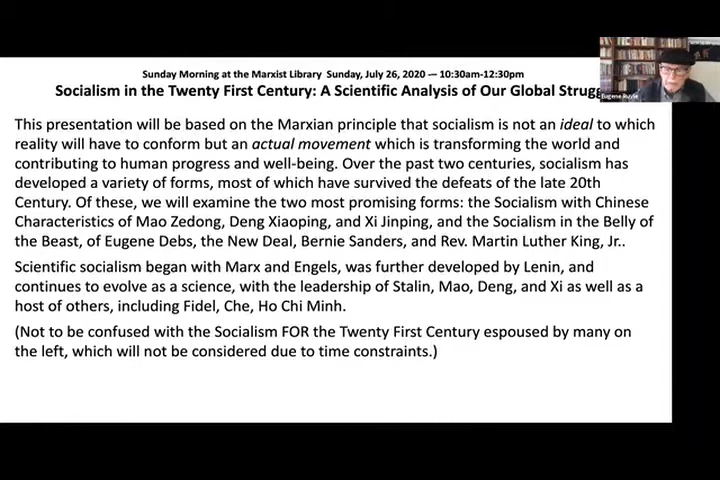 Sunday Morning at the Marxist Library Sunday, July 26, 2020 — 10:30am-12:30pm
Socialism in the Twenty First Century: A Scientific Analysis of Our Global Strugg
This presentation will be based on the Marxian principle that socialism is not an ideal to which
reality will have to conform but an actual movement which is transforming the world and
contributing to human progress and well-being. Over the past two centuries, socialism has
developed a variety of forms, most of which have survived the defeats of the late 20th
Century. Of these, we will examine the two most promising forms: the Socialism with Chinese
Characteristics of Mao Zedong, Deng Xiaoping, and Xi Jinping, and the Socialism in the Belly of
the Beast, of Eugene Debs, the New Deal, Bernie Sanders, and Rev. Martin Luther King, Jr..
Scientific socialism began with Marx and Engels, was further developed by Lenin, and
continues to evolve as a science, with the leadership of Stalin, Mao, Deng, and Xi as well as a
host of others, including Fidel, Che, Ho Chi Minh.
(Not to be confused with the Socialism FOR the Twenty First Century espoused by many on
the left, which will not be considered due to time constraints.)
Eugene Ruyle